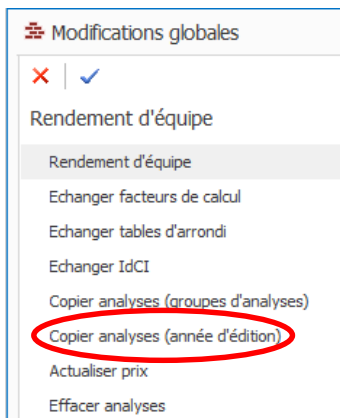 Modifications globales
Rendement d'équipe
Rendement d'équipe
Echanger facteurs de calcul
Echanger tables d'arrondi
Echanger IdCI
Copier analyses (groupes d'analyses)
Copier analyses (année d'édition)
Actualiser prix
Effacer analyses